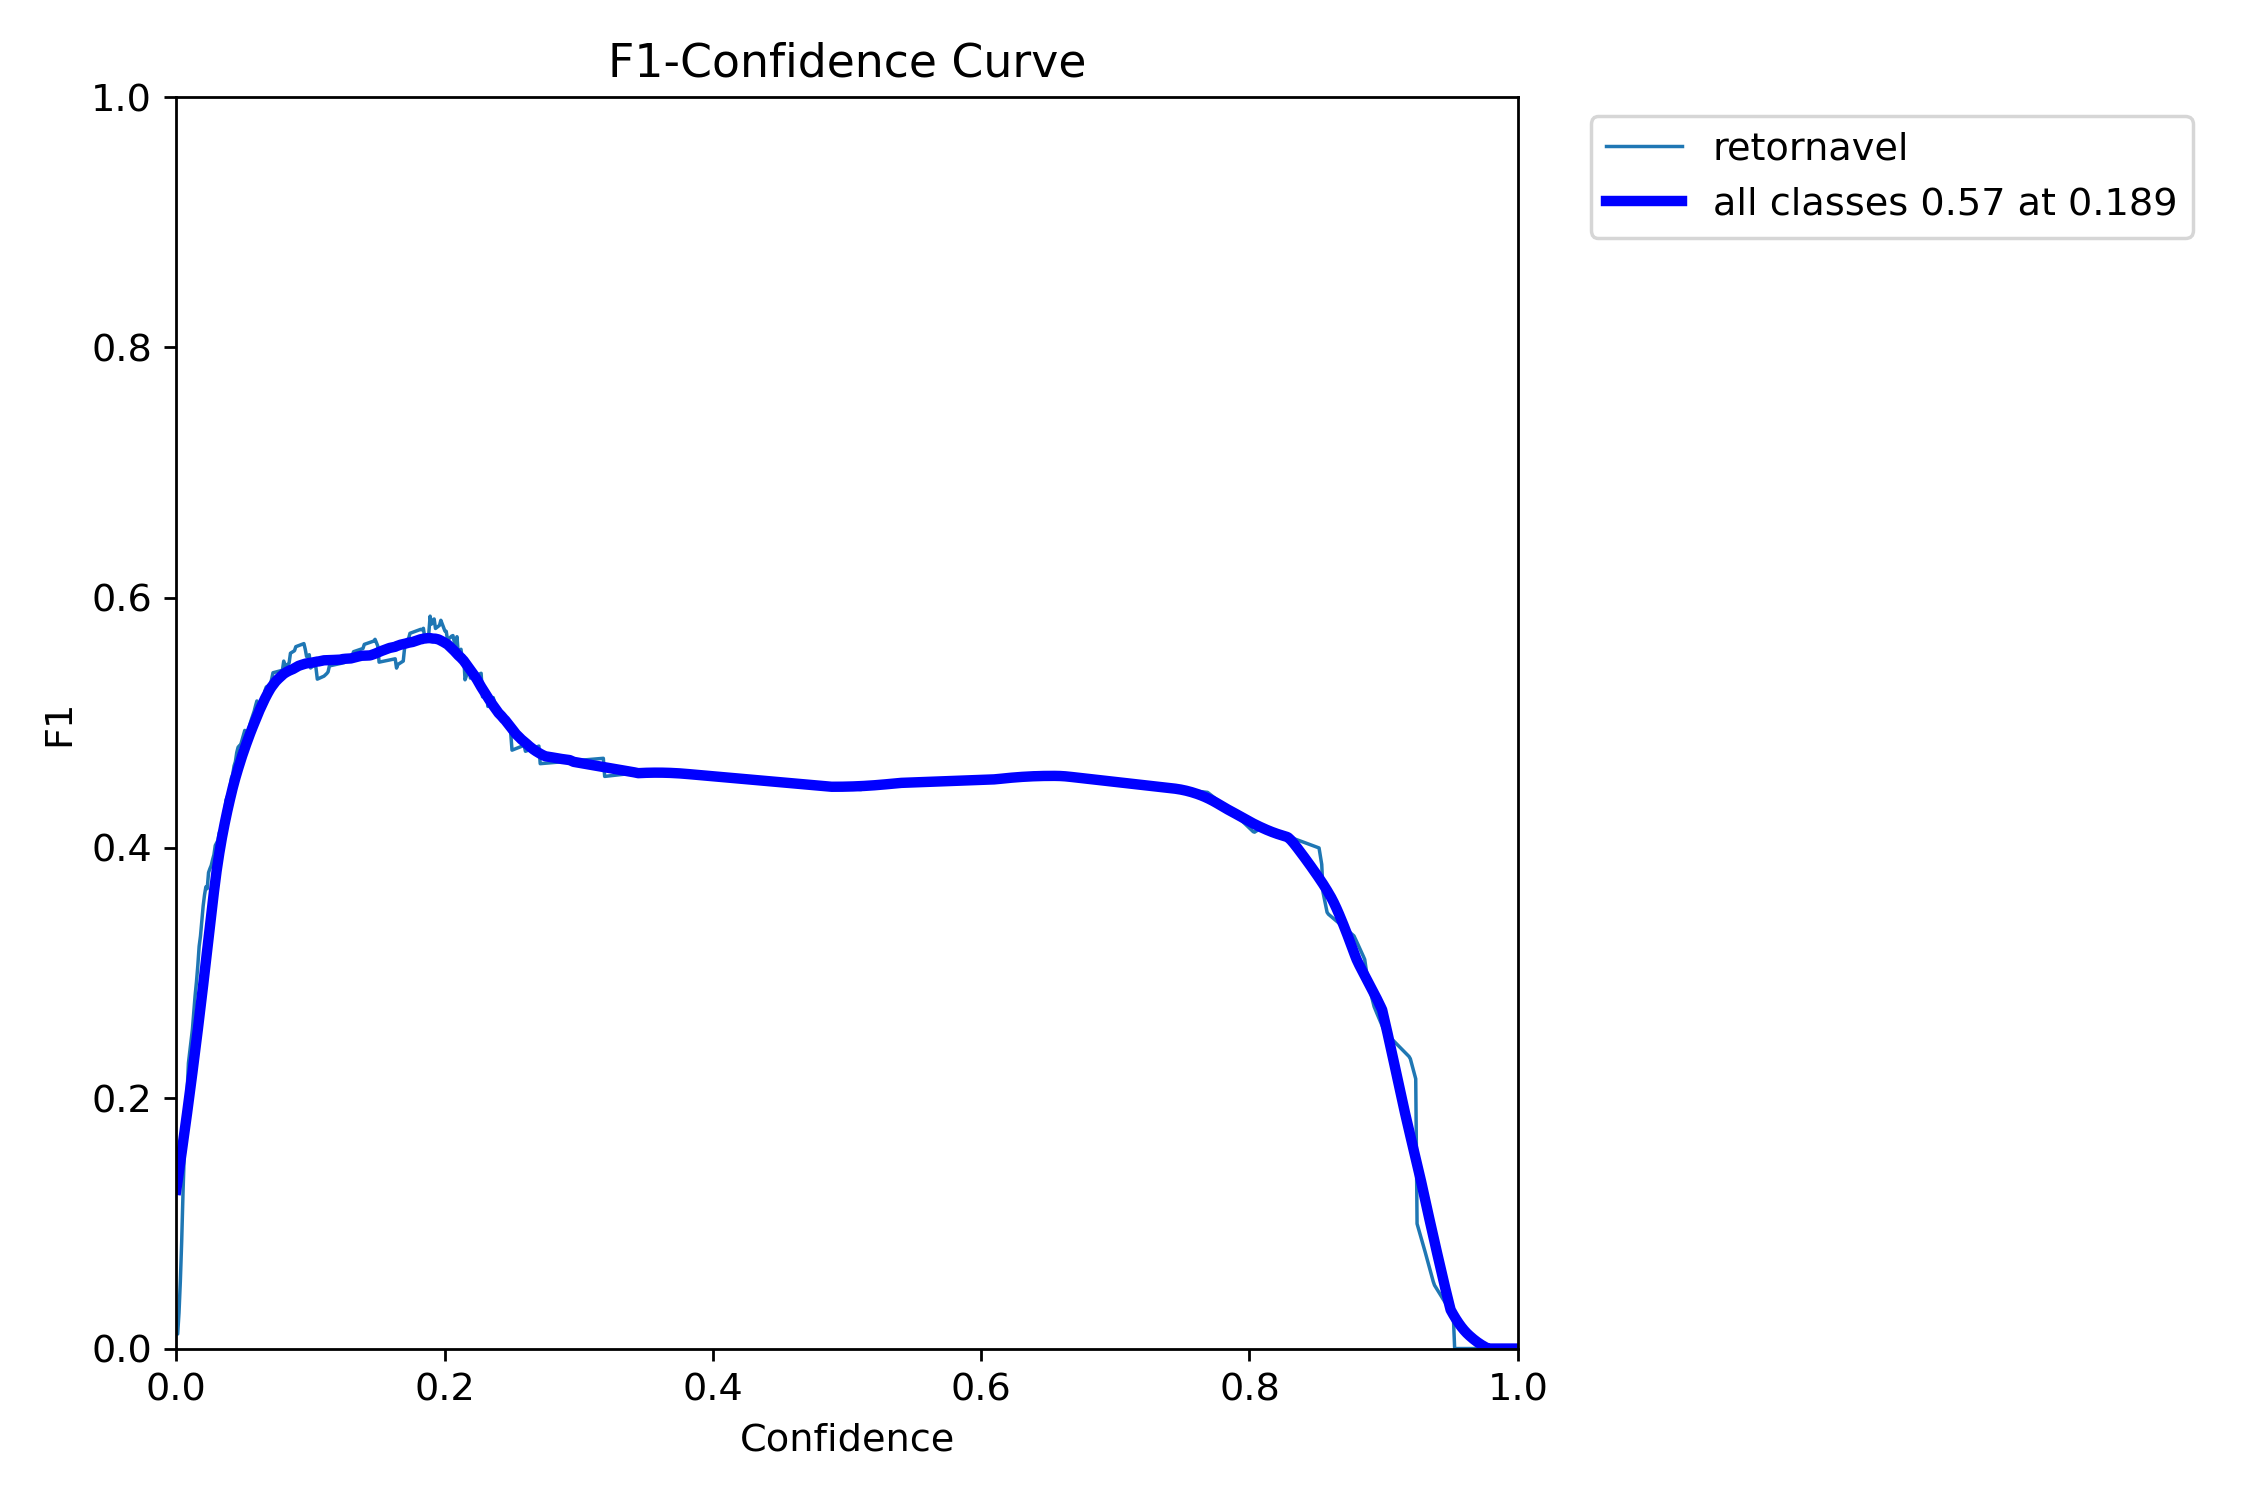 F1-Confidence Curve
1.0
0.8
0.6
0.4
0.2
0.0
F1
0.0 0.2 0.4 0.6 0.8 1.0
Confidence
retornavel
all classes 0.57 at 0.189